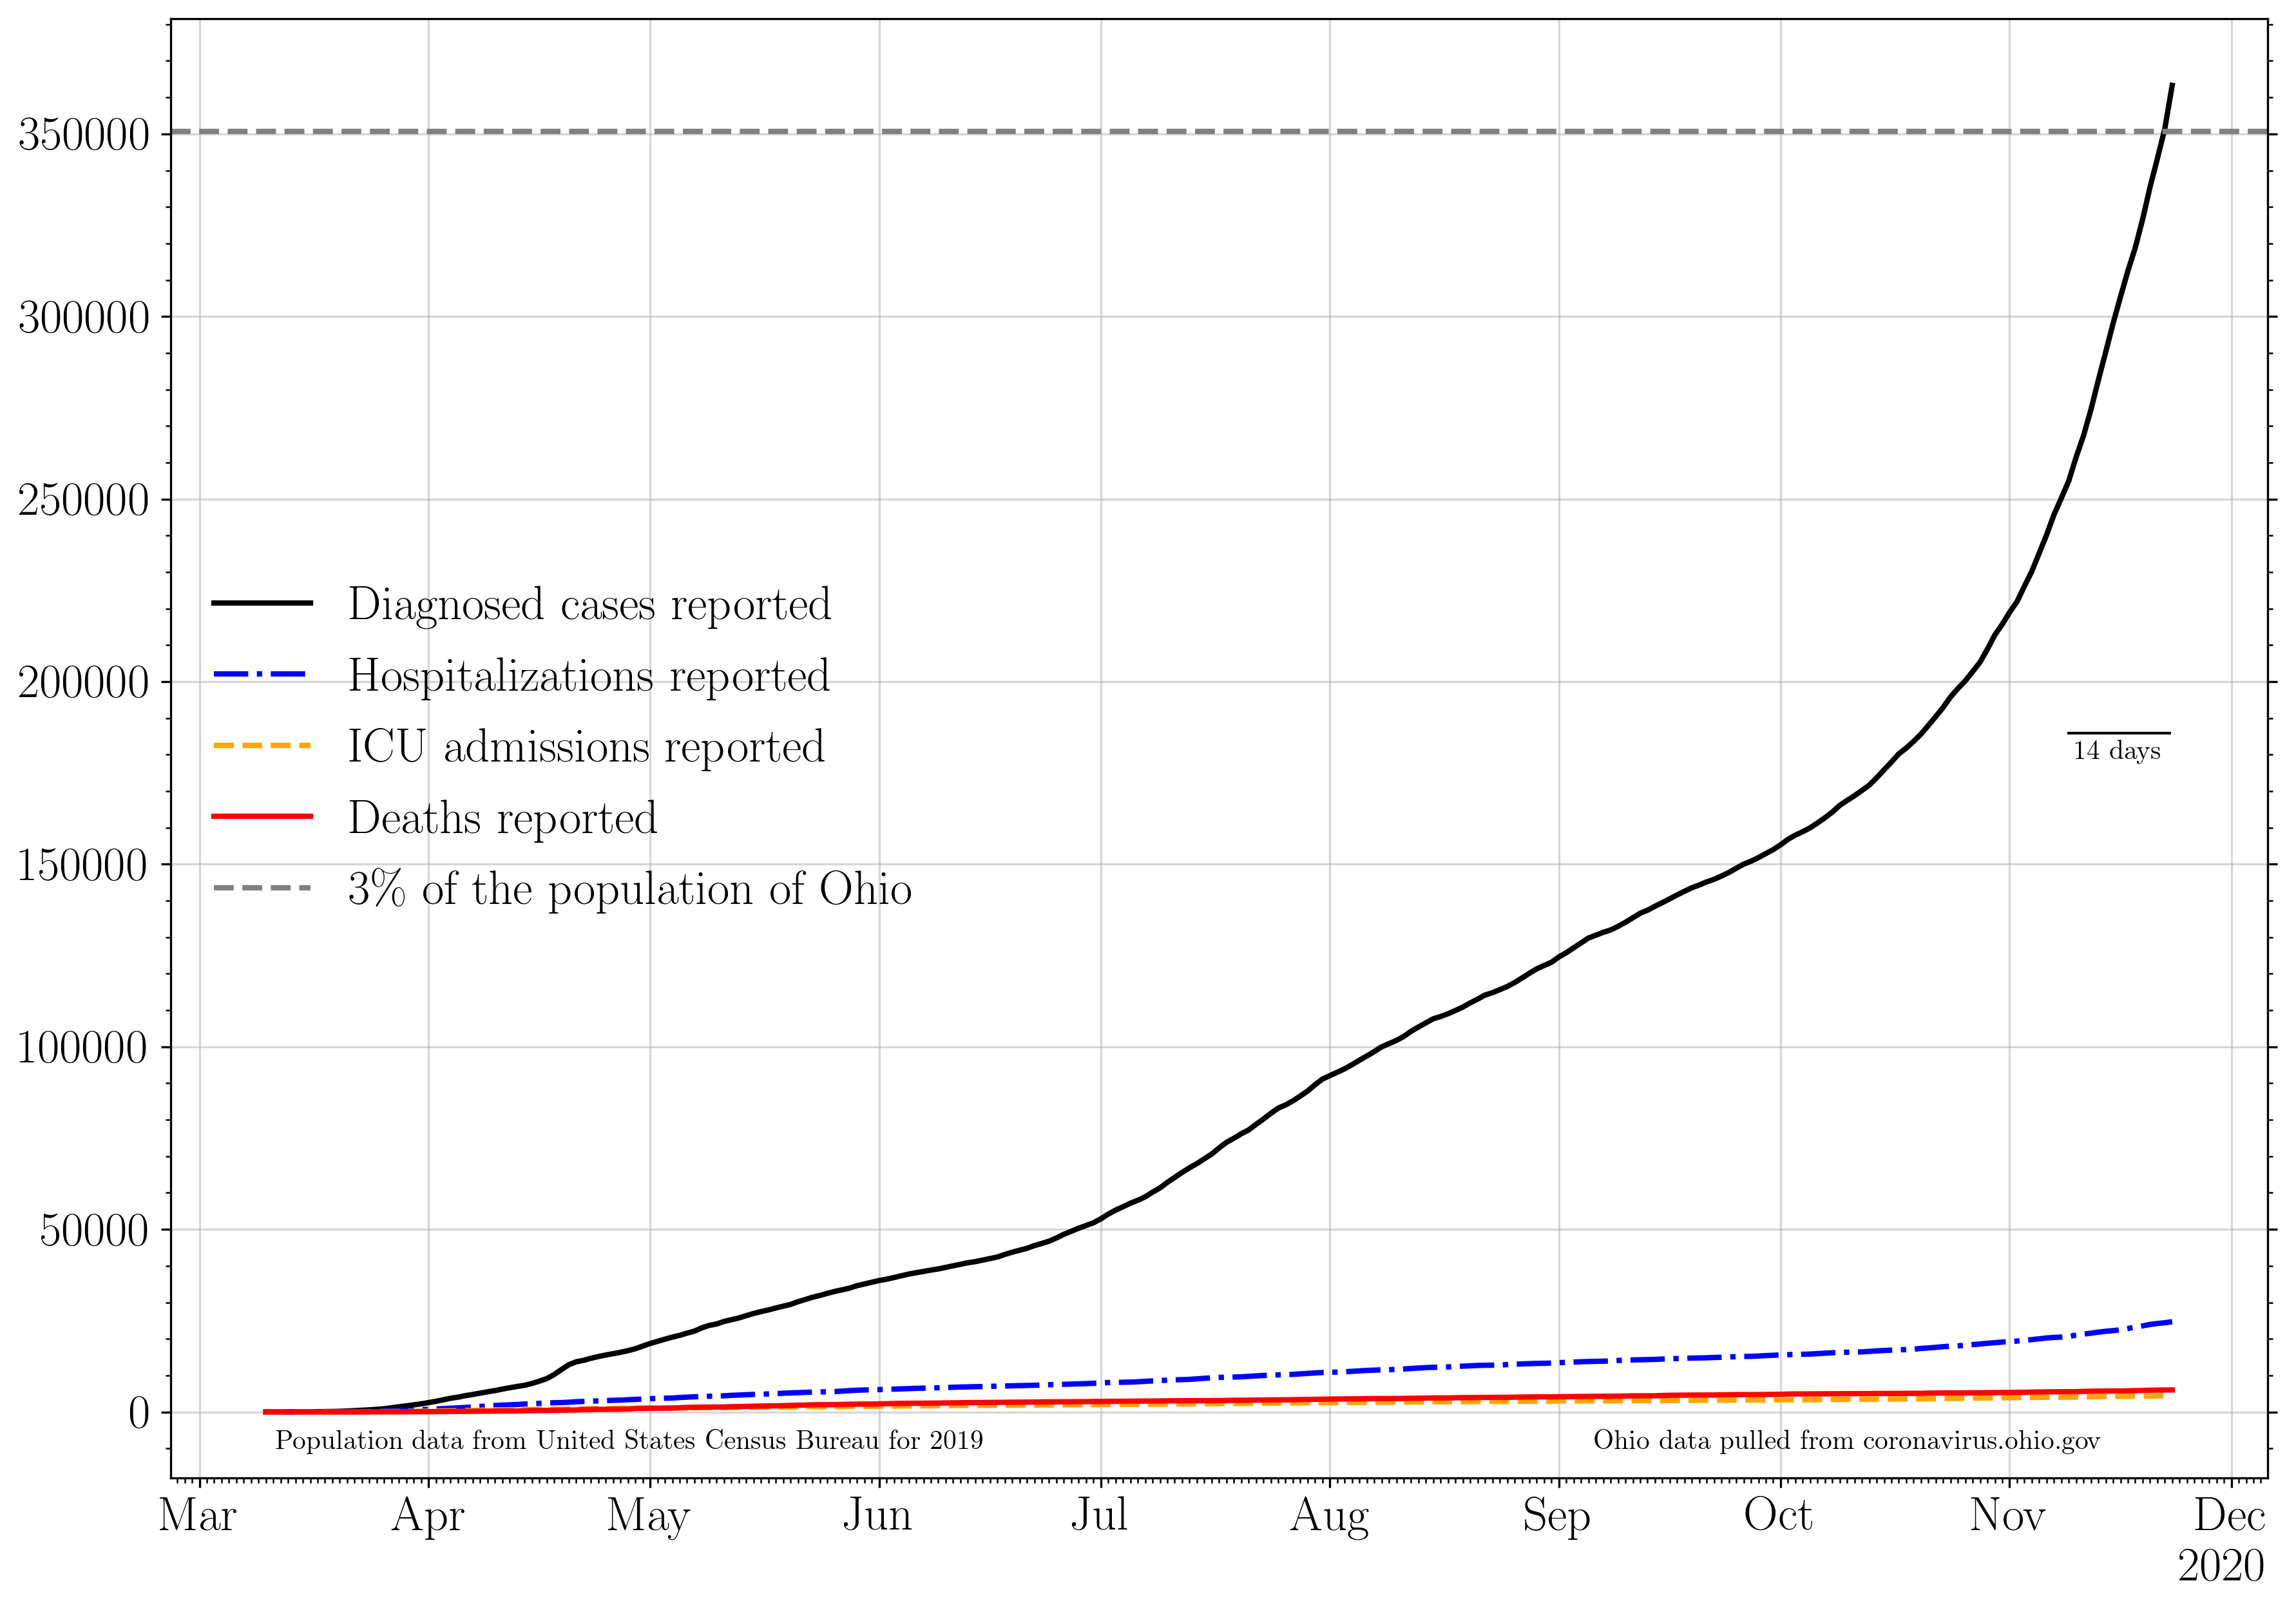 350000
300000
250000
200000
150000
100000
50000
0
Diagnosed cases reported
Hospitalizations reported
ICU admissions reported
Deaths reported
3% of the population of Ohio
14 days
Population data from United States Census Bureau for 2019
Ohio data pulled from coronavirus.ohio.gov
Mar Apr May Jun Jul Aug Sep Oct Nov Dec
2020